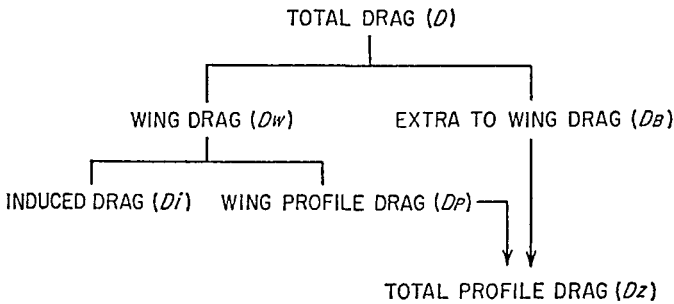 TOTAL DRAG (D)
WING DRAG (Dw)
EXTRA TO WING DRAG (DB)
INDUCED DRAG (Di)
WING PROFILE DRAG (DP)
TOTAL PROFILE DRAG (Dz)